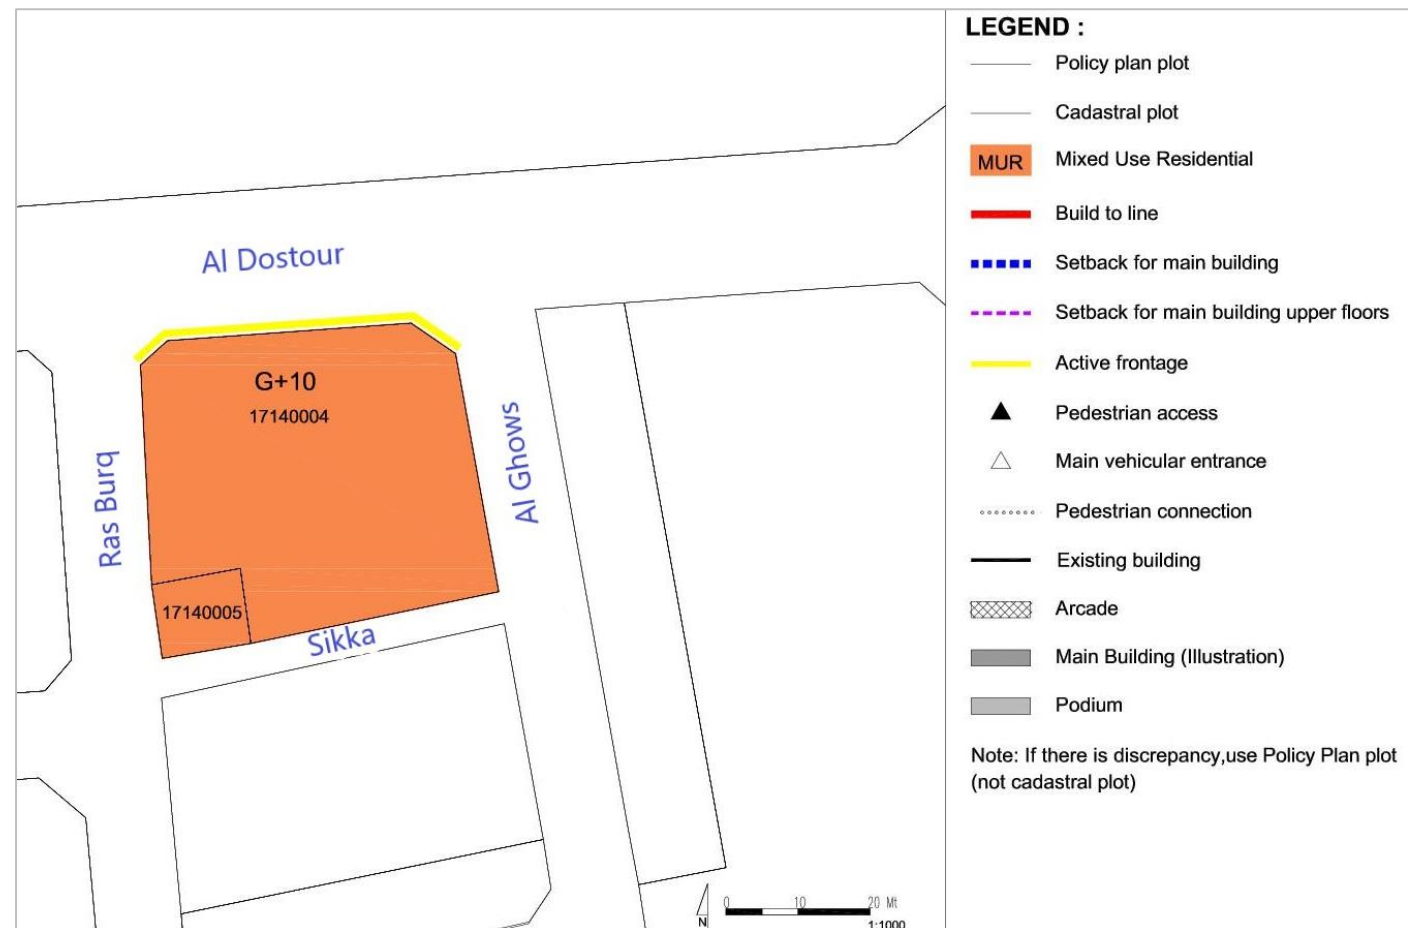 Al Dostour
G+10
17140004
Ras Burq
Al Ghows
17140005
Sikka
N
0 10 20 Mt
1:1000
LEGEND :
Policy plan plot
Cadastral plot
MUR Mixed Use Residential
Build to line
Setback for main building
Setback for main building upper floors
Active frontage
Pedestrian access
Main vehicular entrance
Pedestrian connection
Existing building
Arcade
Main Building (Illustration)
Podium
Note: If there is discrepancy,use Policy Plan plot
(not cadastral plot)